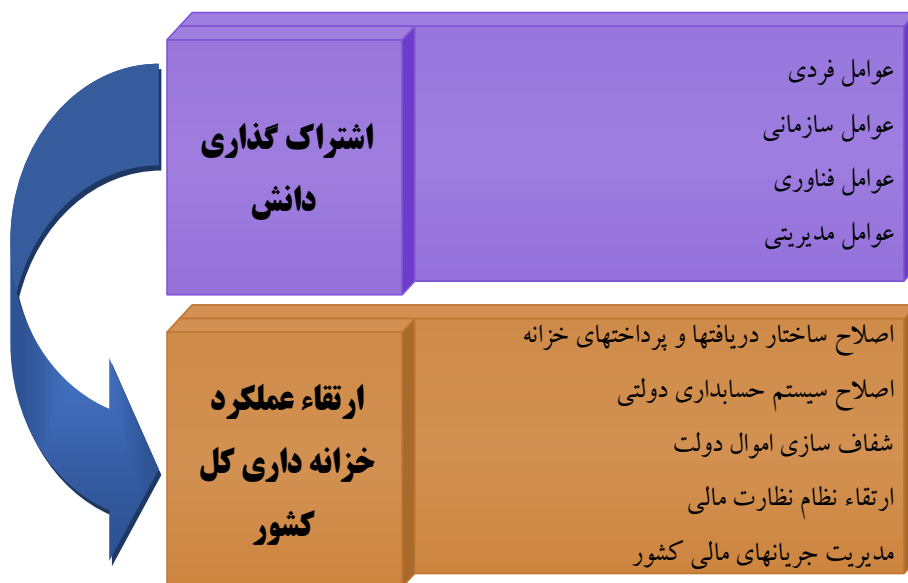 اشتراک گذاری
دانش
عوامل فردی
عوامل سازمانی
عوامل فناوری
عوامل مدیریتی
ارتقاء عملکرد
خزانه داری کل
کشور
اصلاح ساختار دریافتها و پرداختهای خزانه
اصلاح سیستم حسابداری دولتی
شفاف سازی اموال دولت
ارتقاء نظام نظارت مالی
مدیریت جریانهای مالی کشور